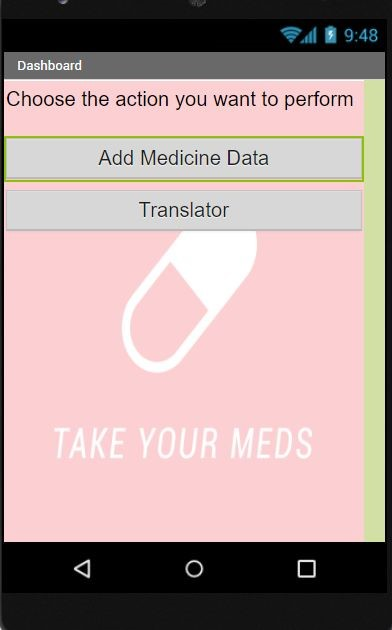 9:48
Dashboard
Choose the action you want to perform
Add Medicine Data
Translator
TAKE YOUR MEDS